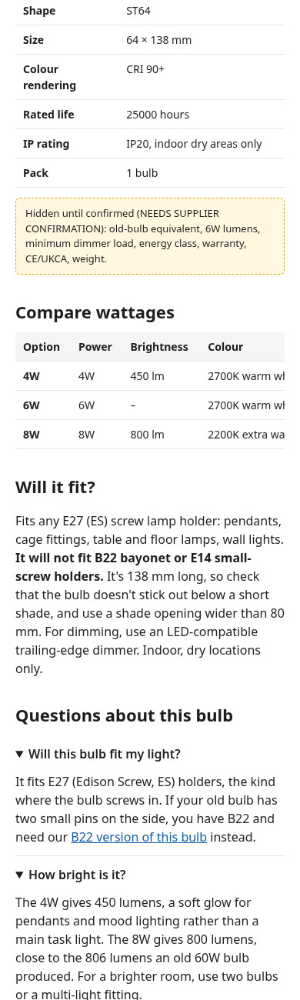 Shape ST64
Size 64 × 138 mm
Colour rendering CRI 90+
Rated life 25000 hours
IP rating IP20, indoor dry areas only
Pack 1 bulb
Hidden until confirmed (NEEDS SUPPLIER
CONFIRMATION): old-bulb equivalent, 6W lumens,
minimum dimmer load, energy class, warranty,
CE/UKCA, weight.
Compare wattages
Option Power Brightness Colour
4W 4W 450 lm 2700K warm wh
6W 6W – 2700K warm wh
8W 8W 800 lm 2200K extra wa
Will it fit?
Fits any E27 (ES) screw lamp holder: pendants,
cage fittings, table and floor lamps, wall lights.
It will not fit B22 bayonet or E14 small-
screw holders. It's 138 mm long, so check
that the bulb doesn't stick out below a short
shade, and use a shade opening wider than 80
mm. For dimming, use an LED-compatible
trailing-edge dimmer. Indoor, dry locations
only.
Questions about this bulb
▼ Will this bulb fit my light?
It fits E27 (Edison Screw, ES) holders, the kind
where the bulb screws in. If your old bulb has
two small pins on the side, you have B22 and
need our B22 version of this bulb instead.
▼ How bright is it?
The 4W gives 450 lumens, a soft glow for
pendants and mood lighting rather than a
main task light. The 8W gives 800 lumens,
close to the 806 lumens an old 60W bulb
produced. For a brighter room, use two bulbs
or a multi-light fitting.